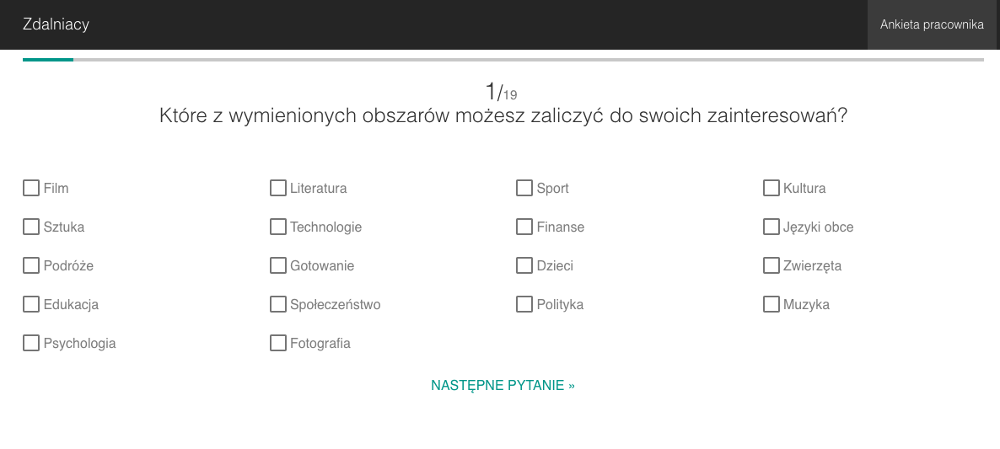 Zdalniacy
Ankieta pracownika
1/19
Które z wymienionych obszarów możesz zaliczyć do swoich zainteresowań?
Film
Literatura
Sport
Kultura
Sztuka
Technologie
Finanse
Języki obce
Podróże
Gotowanie
Dzieci
Zwierzęta
Edukacja
Społeczeństwo
Polityka
Muzyka
Psychologia
Fotografia
NASTĘPNE PYTANIE »